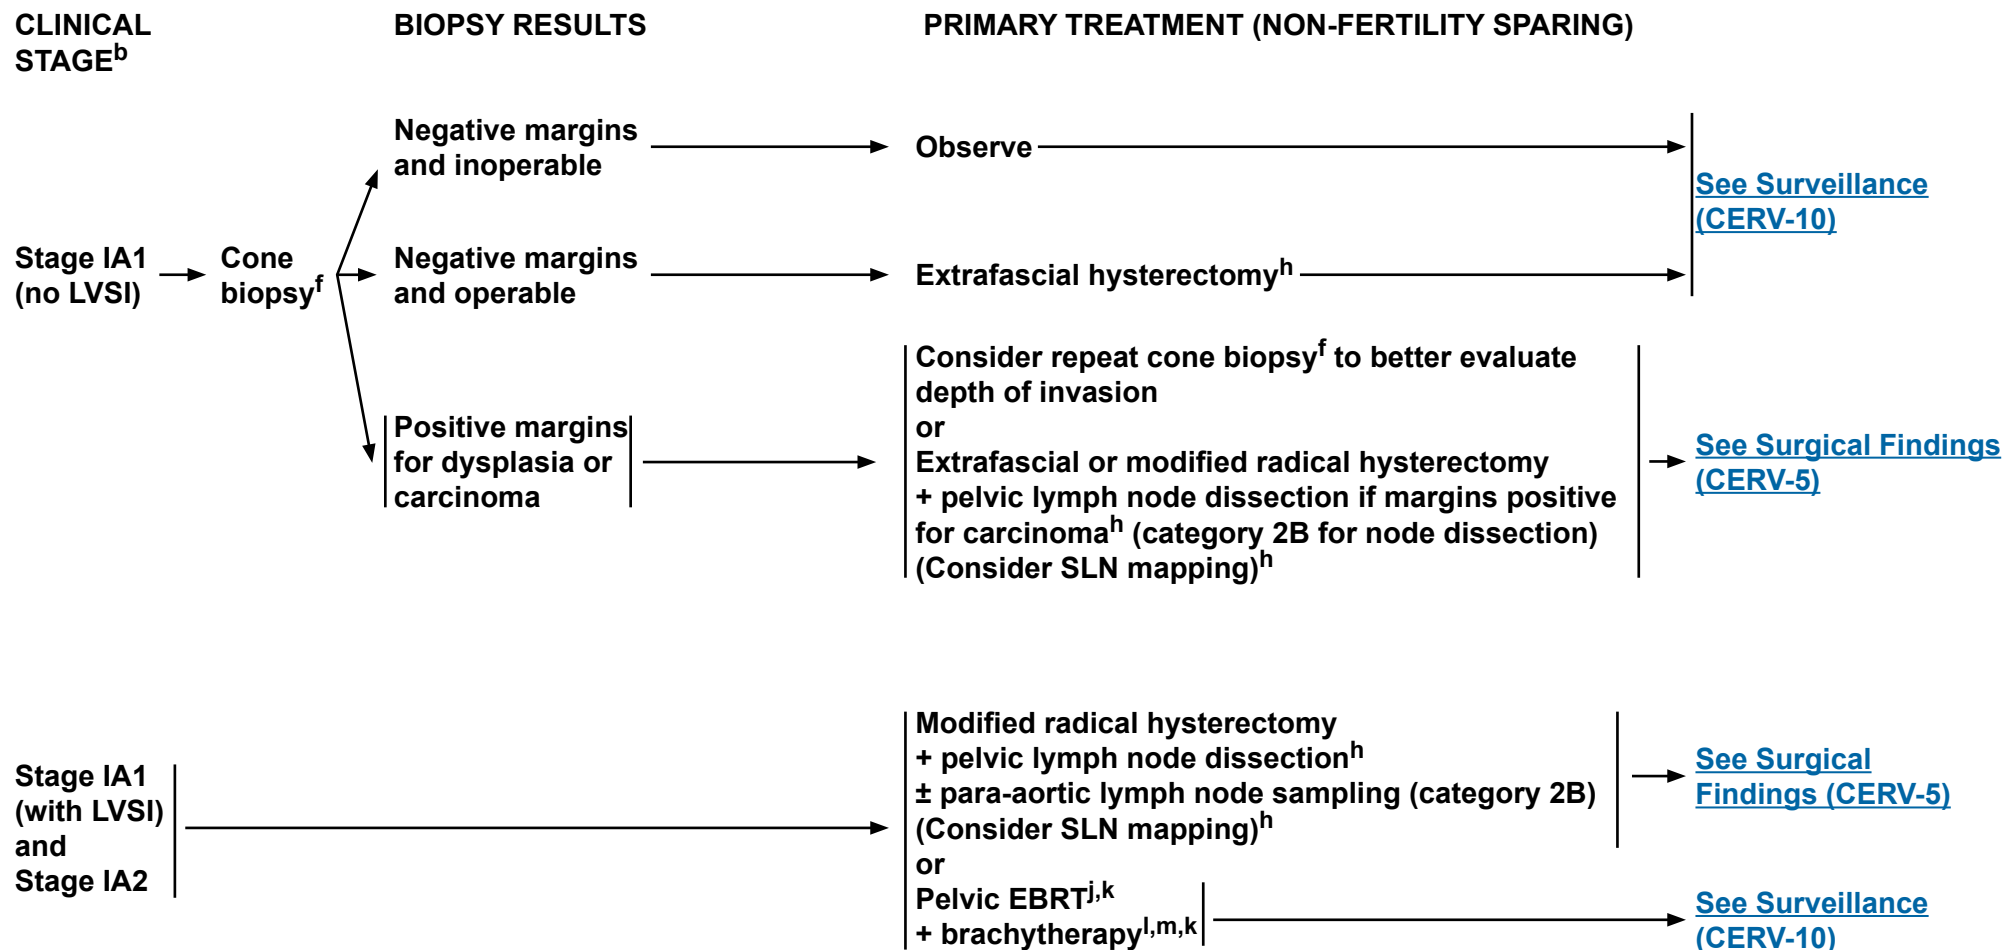 CLINICAL
STAGEb
BIOPSY RESULTS
PRIMARY TREATMENT (NON-FERTILITY SPARING)
Stage IA1
(no LVSI)
Cone
biopsyf
Negative margins
and inoperable
Observe
See Surveillance
(CERV-10)
Negative margins
and operable
Extrafascial hysterectomyh
Positive margins
for dysplasia or
carcinoma
Consider repeat cone biopsyf to better evaluate
depth of invasion
or
Extrafascial or modified radical hysterectomy
+ pelvic lymph node dissection if margins positive
for carcinomah (category 2B for node dissection)
(Consider SLN mapping)h
See Surgical Findings
(CERV-5)
Stage IA1
(with LVSI)
and
Stage IA2
Modified radical hysterectomy
+ pelvic lymph node dissectionh
± para-aortic lymph node sampling (category 2B)
(Consider SLN mapping)h
or
Pelvic EBRTj,k
+ brachytherapyl,m,k
See Surgical
Findings (CERV-5)
See Surveillance
(CERV-10)